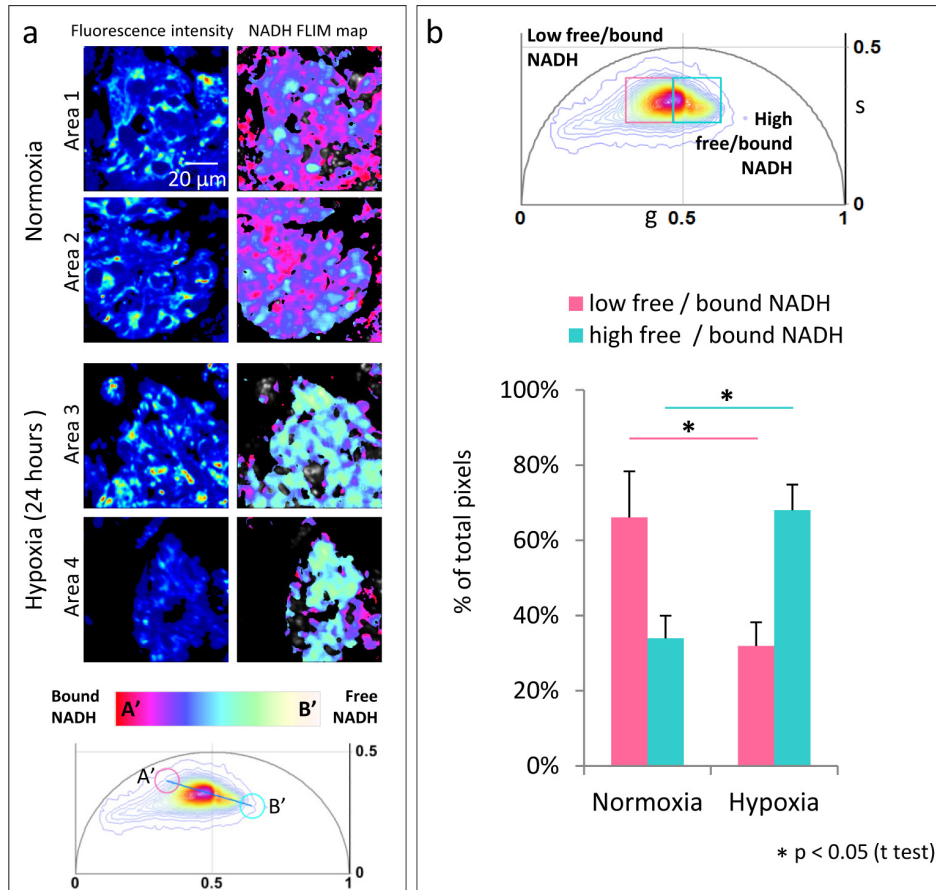 a
Fluorescence intensity NADH FLIM map
Normoxia
Area 1
20 μm
Area 2
Hypoxia (24 hours )
Area 3
Area 4
Bound
NADH
A’
B’
Free
NADH
0.5
A’
B’
0
0
0.5
1
b
Low free/bound
NADH
0.5
S
High
free/bound
NADH
0
0
g
0.5
1
low free / bound NADH
high free / bound NADH
100%
80%
60%
40%
20%
0%
% of total pixels
*
*
Normoxia Hypoxia
* p < 0.05 (t test)